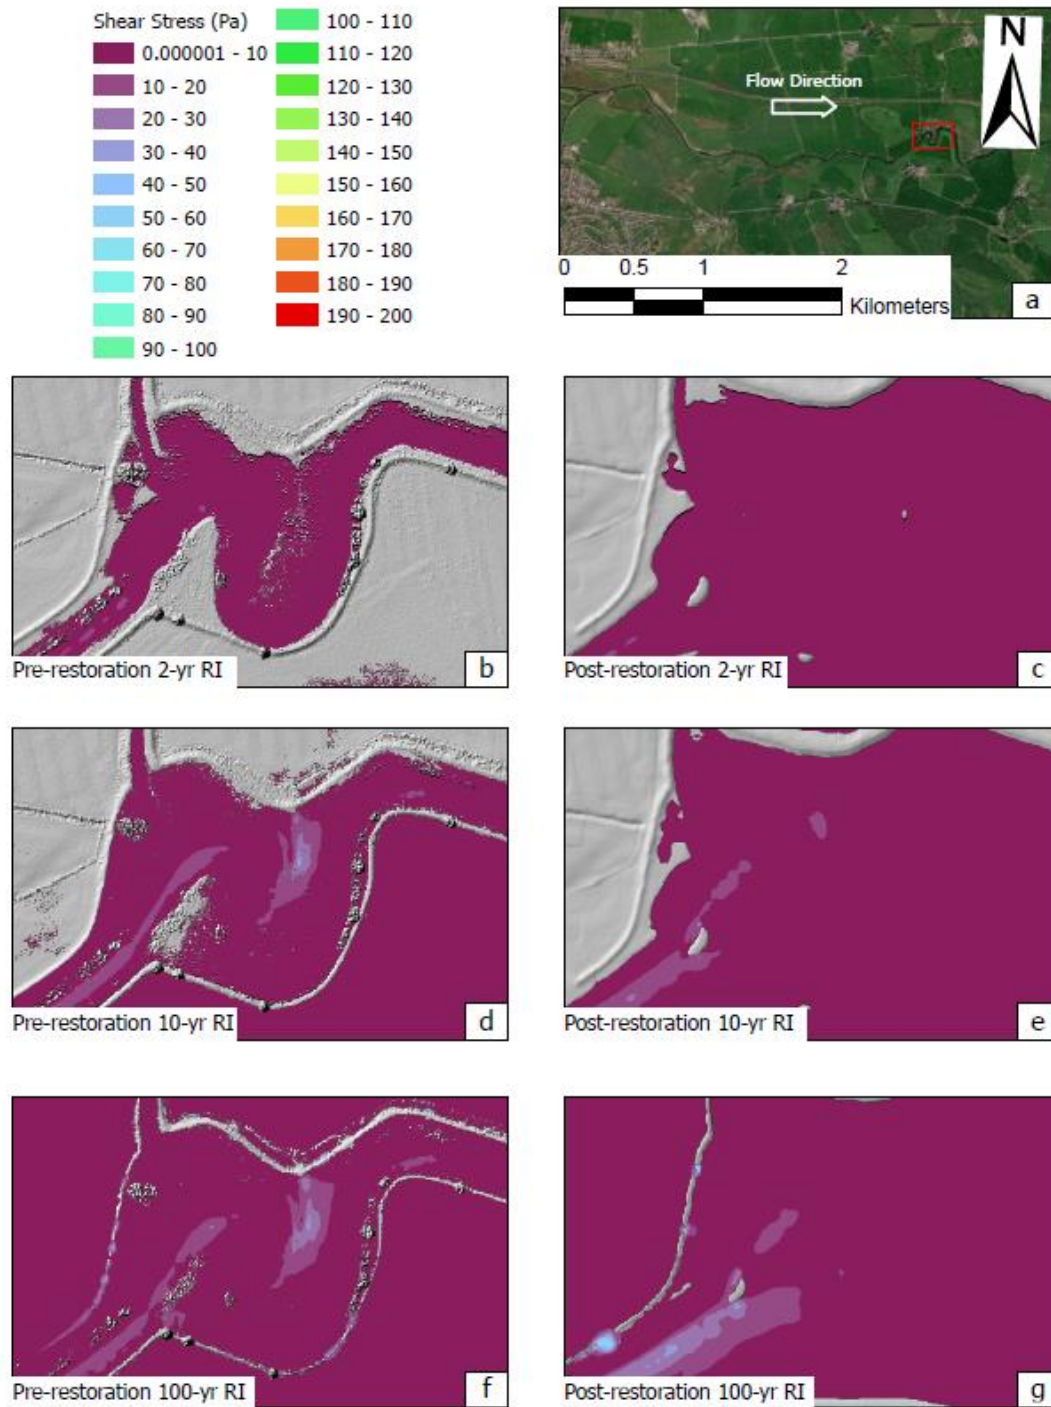 Shear Stress (Pa)
0.000001 - 10
10 - 20
20 - 30
30 - 40
40 - 50
50 - 60
60 - 70
70 - 80
80 - 90
90 - 100
100 - 110
110 - 120
120 - 130
130 - 140
140 - 150
150 - 160
160 - 170
170 - 180
180 - 190
190 - 200
Flow Direction
N
0 0.5 1 2
Kilometers
a
Pre-restoration 2-yr RI
b
Post-restoration 2-yr RI
c
Pre-restoration 10-yr RI
d
Post-restoration 10-yr RI
e
Pre-restoration 100-yr RI
f
Post-restoration 100-yr RI
g